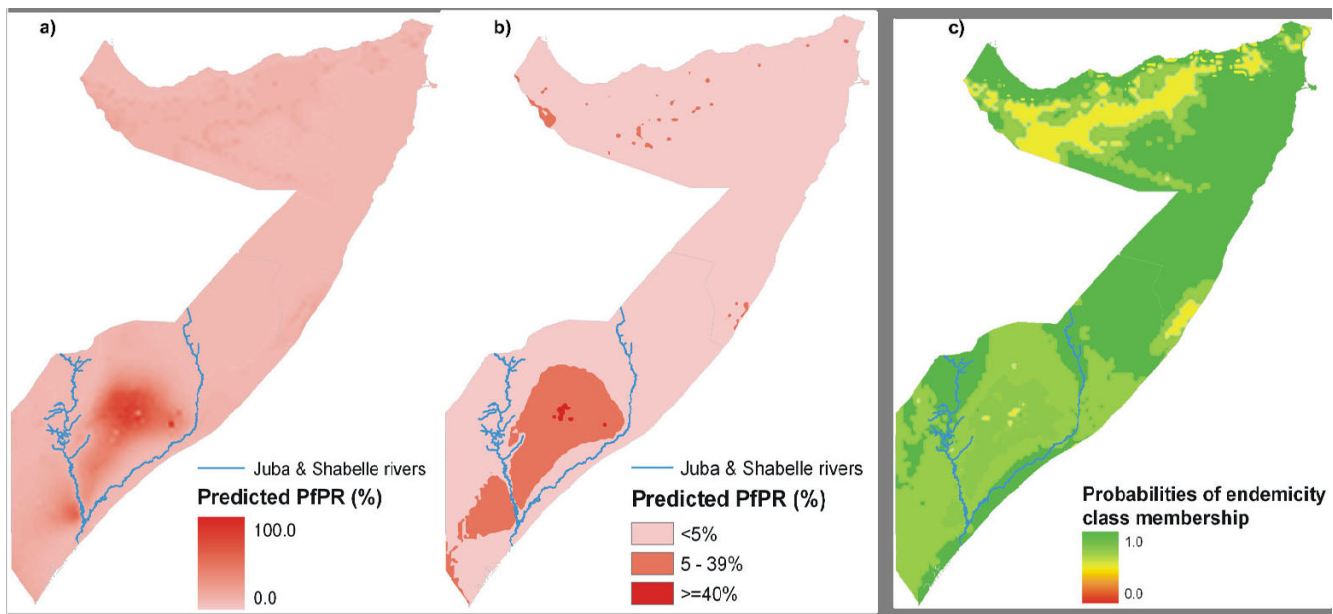 a)
Juba & Shabelle rivers
Predicted PfPR (%)
100.0
0.0
b)
Juba & Shabelle rivers
Predicted PfPR (%)
<5%
5 - 39%
>=40%
c)
Probabilities of endemicity
class membership
1.0
0.0